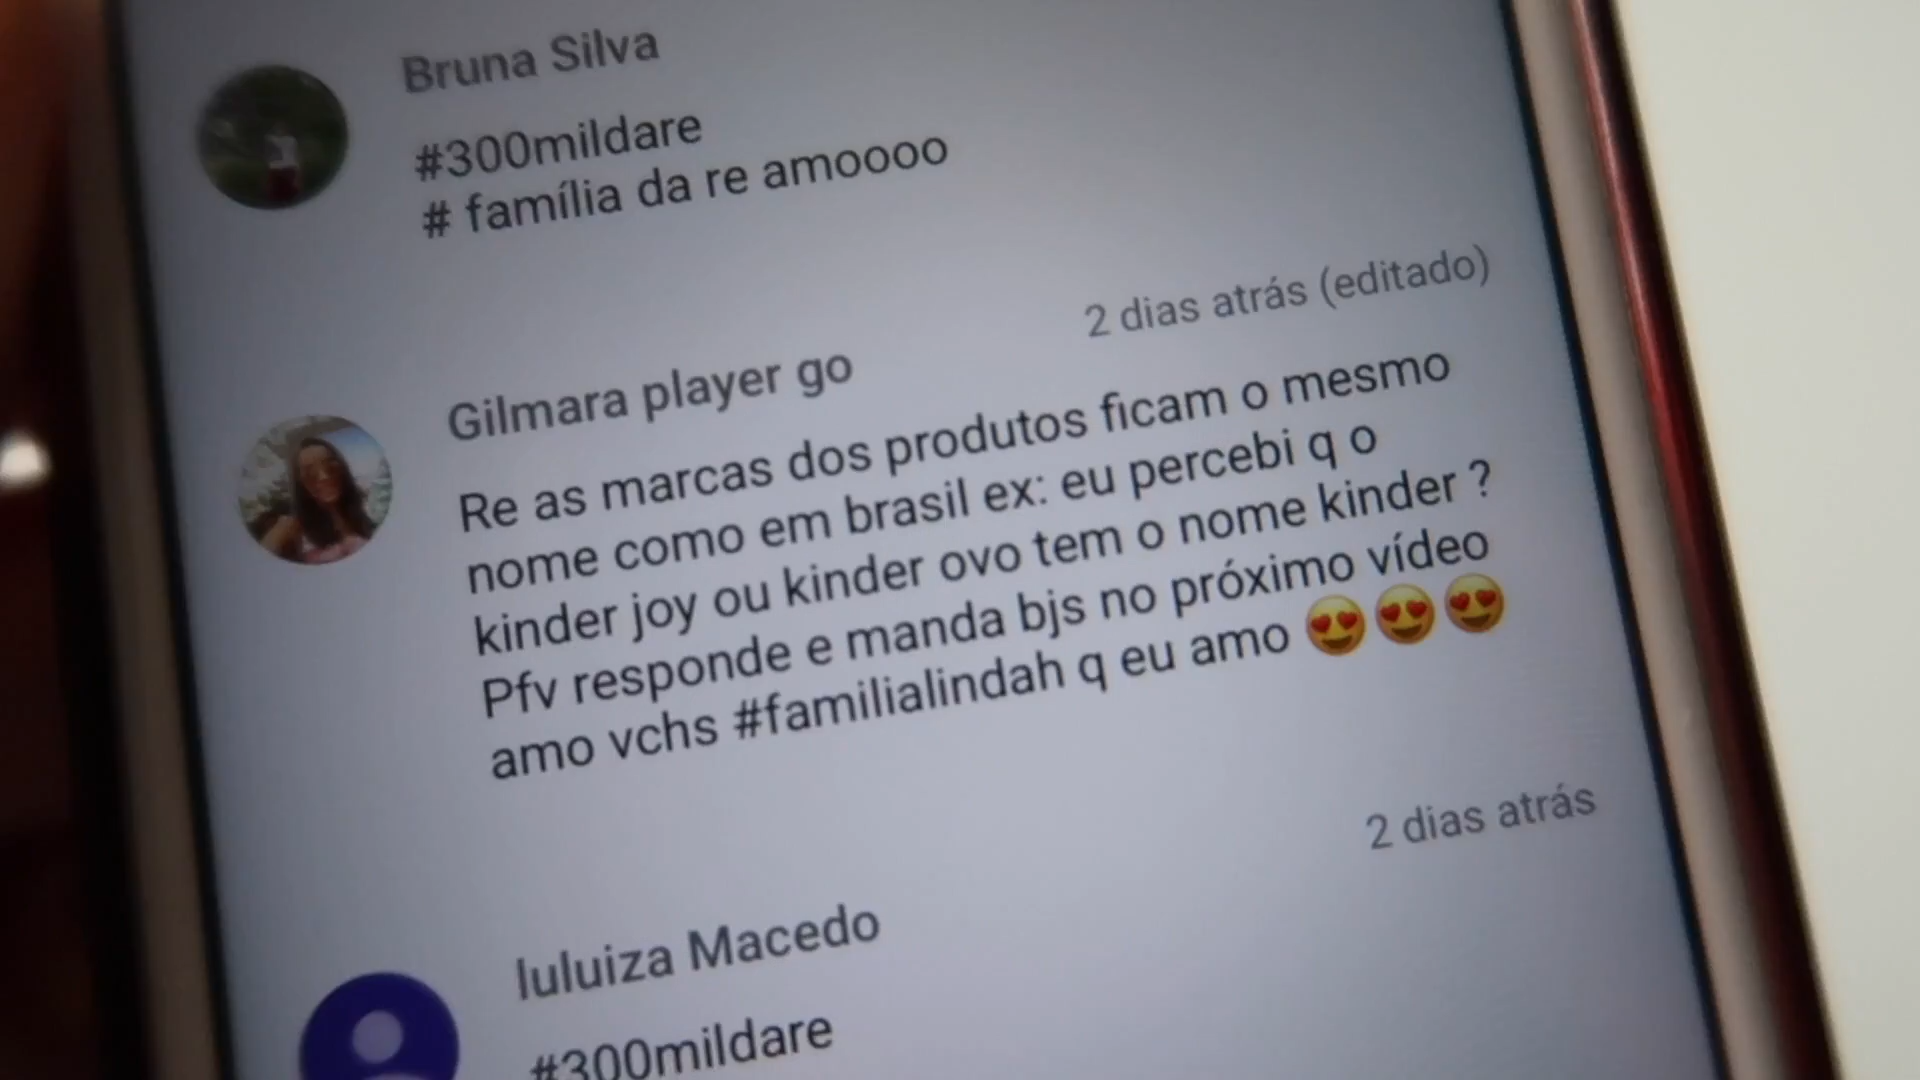 Bruna Silva
#300mildare
# família da re amoooo
2 dias atrás (editado)
Gilmara player go
Re as marcas dos produtos ficam o mesmo
nome como em brasil ex: eu percebi q o
kinder joy ou kinder ovo tem o nome kinder ?
Pfv responde e manda bjs no próximo vídeo
amo vchs #familialindah q eu amo 😍😍😍
2 dias atrás
luluiza Macedo
#300mildare